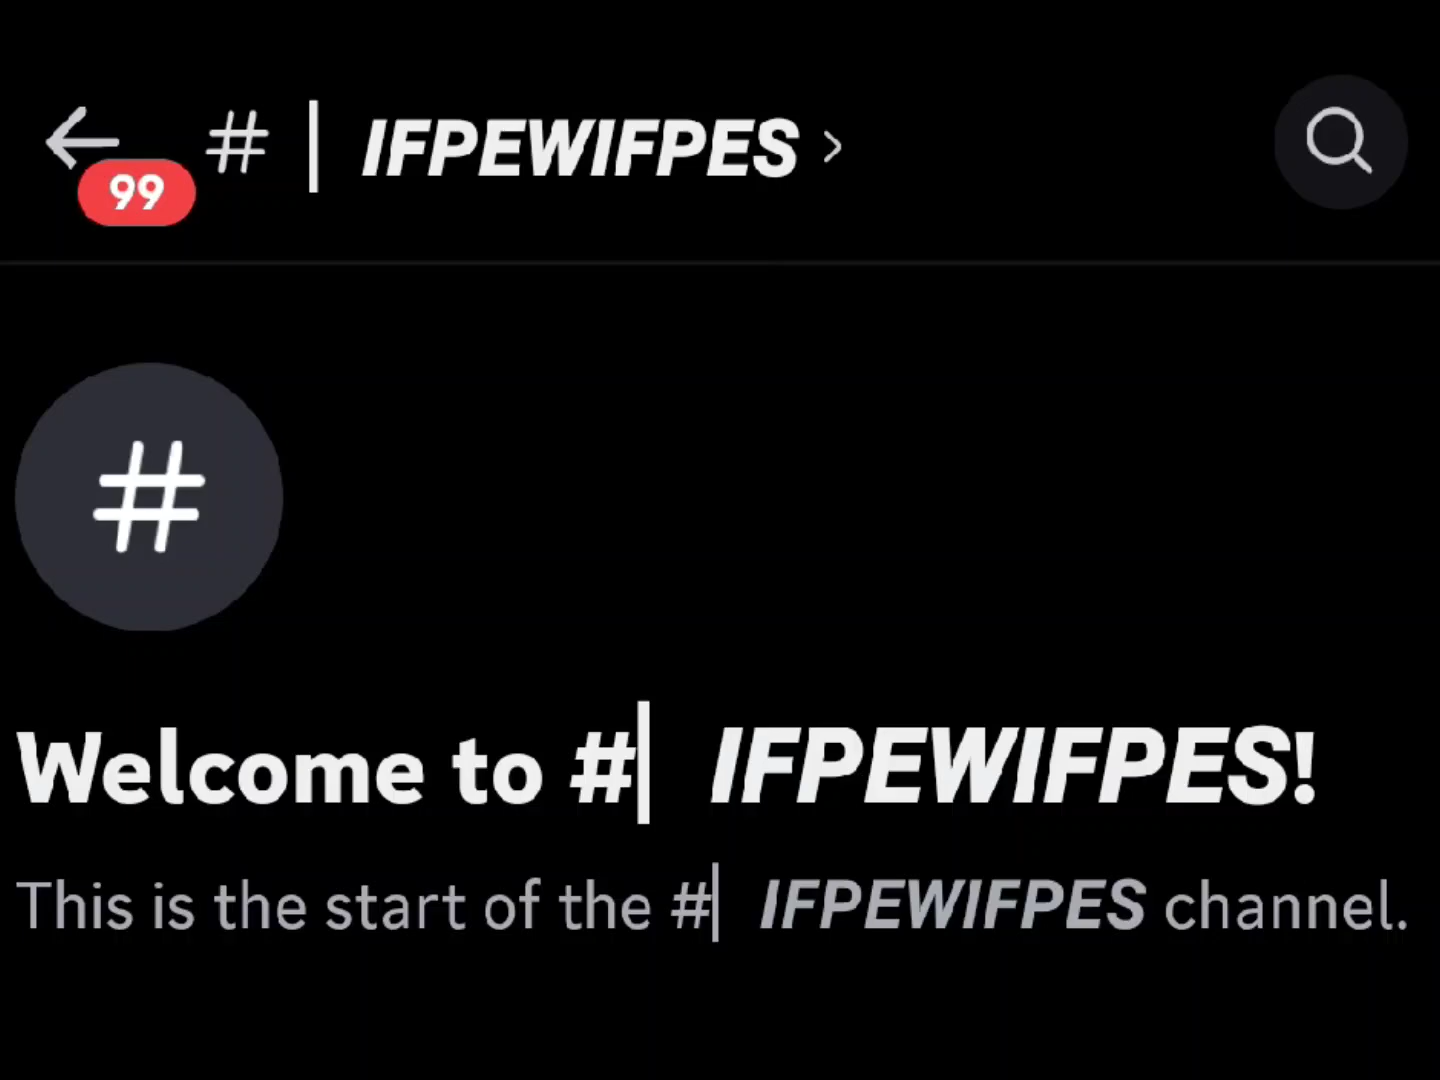 # | IFPEWIFPES >
99
Welcome to #| IFPEWIFPES!
This is the start of the #| IFPEWIFPES channel.